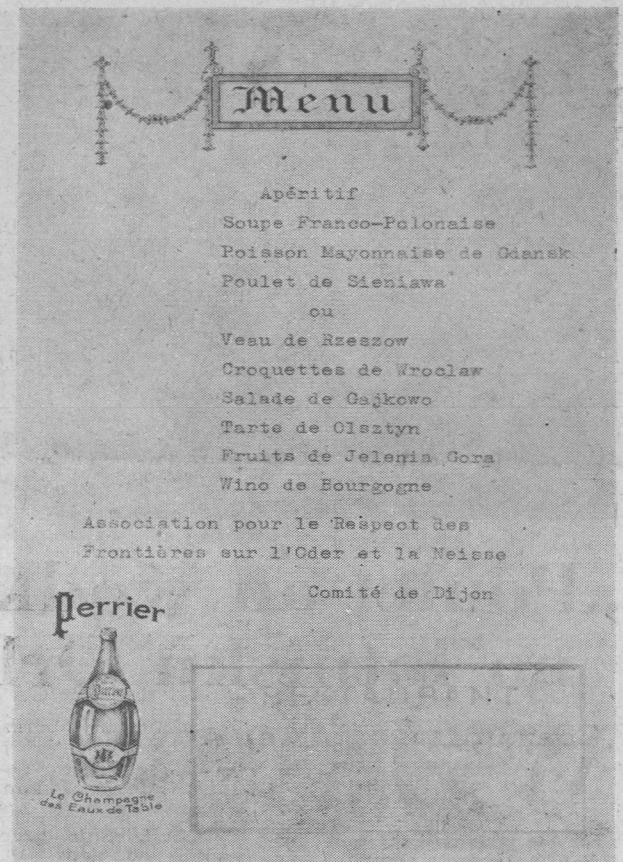 Menu
Apéritif
Soupe Franco-Polonaise
Poisson Mayonnaise de Gdansk
Poulet de Sieniawa
ou
Veau de Rzeszow
Croquettes de Wroclaw
Salade de Gajkowo
Tarte de Olsztyn
Fruits de Jelenia Gora
Wino de Bourgogne
Association pour le Respect des
Frontières sur l'Oder et la Neisse
Comité de Dijon
Perrier
Le Champagne
des Eaux de Table